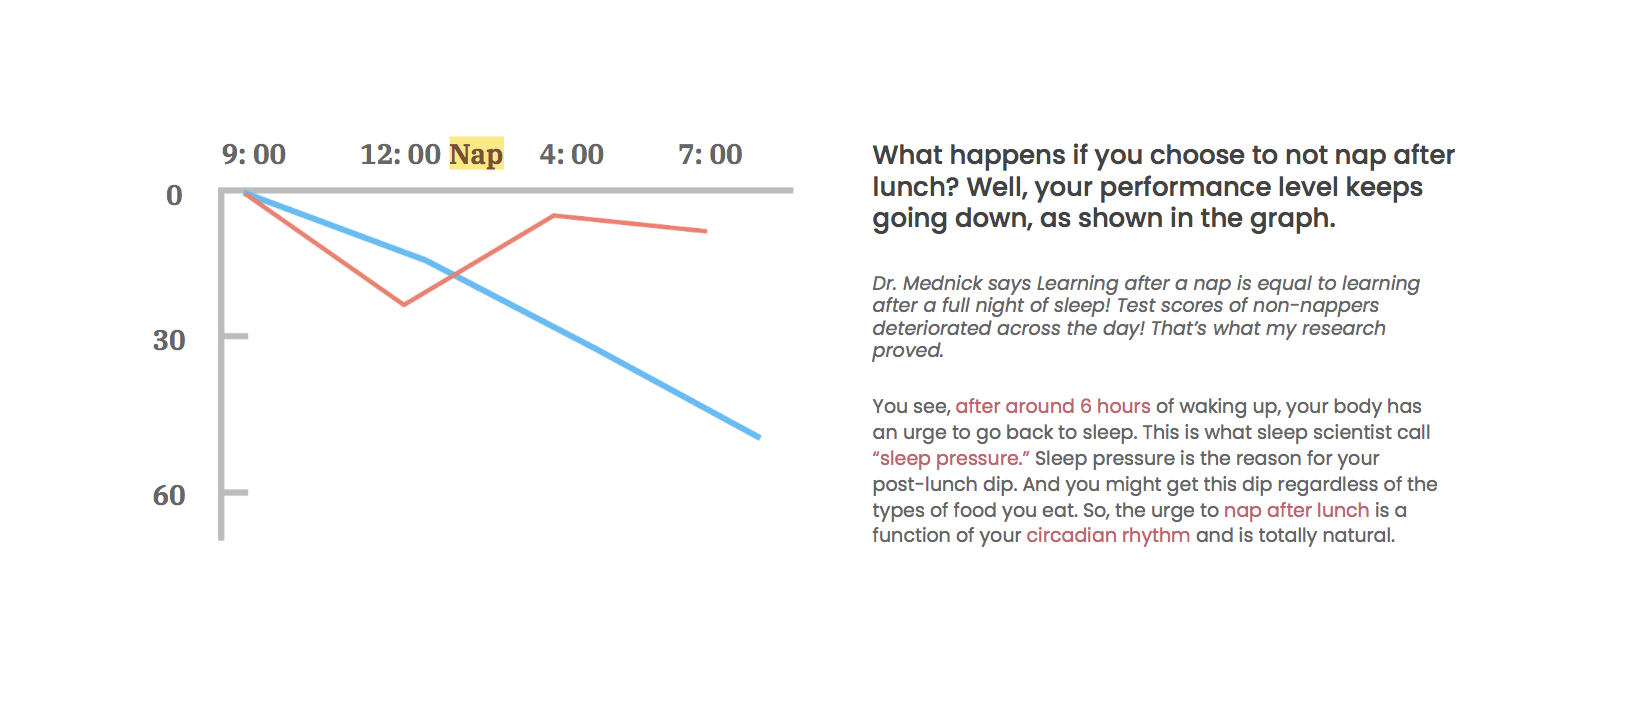 9: 00 12: 00 Nap 4: 00 7: 00
0
30
60
What happens if you choose to not nap after
lunch? Well, your performance level keeps
going down, as shown in the graph.
Dr. Mednick says Learning after a nap is equal to learning
after a full night of sleep! Test scores of non-nappers
deteriorated across the day! That's what my research
proved.
You see, after around 6 hours of waking up, your body has
an urge to go back to sleep. This is what sleep scientist call
“sleep pressure.” Sleep pressure is the reason for your
post-lunch dip. And you might get this dip regardless of the
types of food you eat. So, the urge to nap after lunch is a
function of your circadian rhythm and is totally natural.